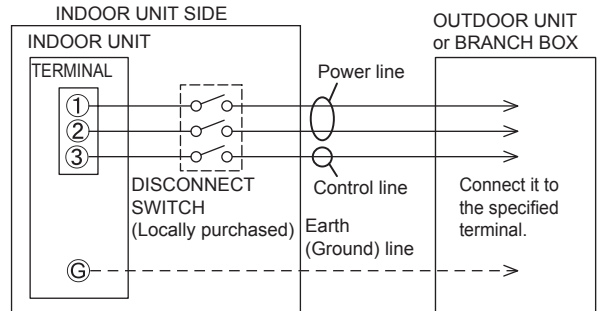 INDOOR UNIT SIDE
INDOOR UNIT
TERMINAL
1
2
3
G
DISCONNECT
SWITCH
(Locally purchased)
Power line
Control line
Earth
(Ground) line
OUTDOOR UNIT
or BRANCH BOX
Connect it to
the specified
terminal.